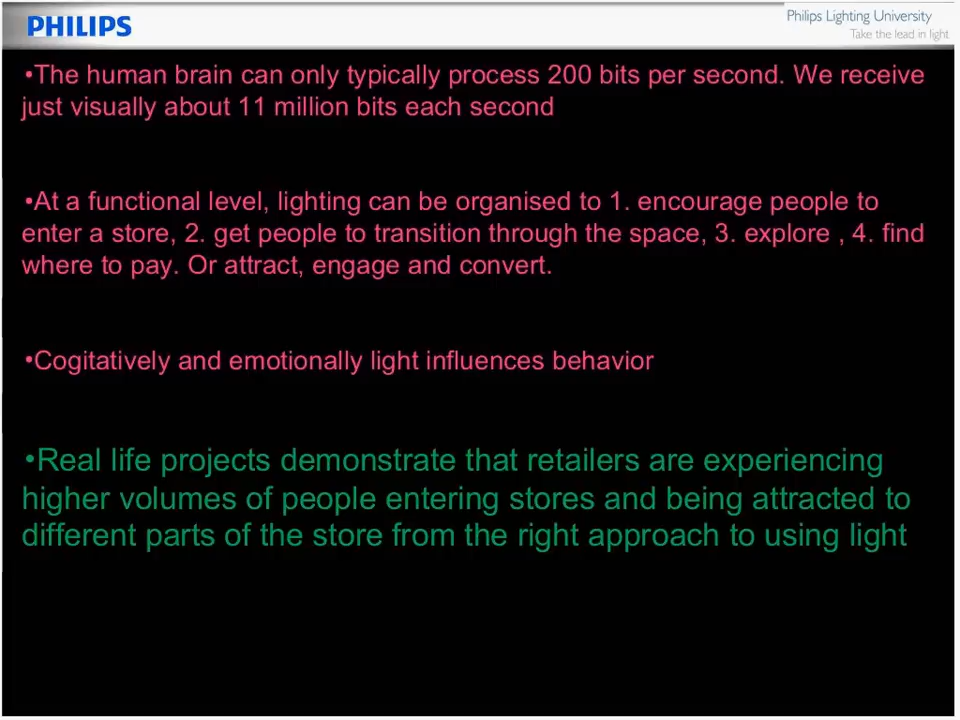 PHILIPS
Philips Lighting University
Take the lead in light
•The human brain can only typically process 200 bits per second. We receive
just visually about 11 million bits each second
•At a functional level, lighting can be organised to 1. encourage people to
enter a store, 2. get people to transition through the space, 3. explore , 4. find
where to pay. Or attract, engage and convert.
•Cogitatively and emotionally light influences behavior
•Real life projects demonstrate that retailers are experiencing
higher volumes of people entering stores and being attracted to
different parts of the store from the right approach to using light